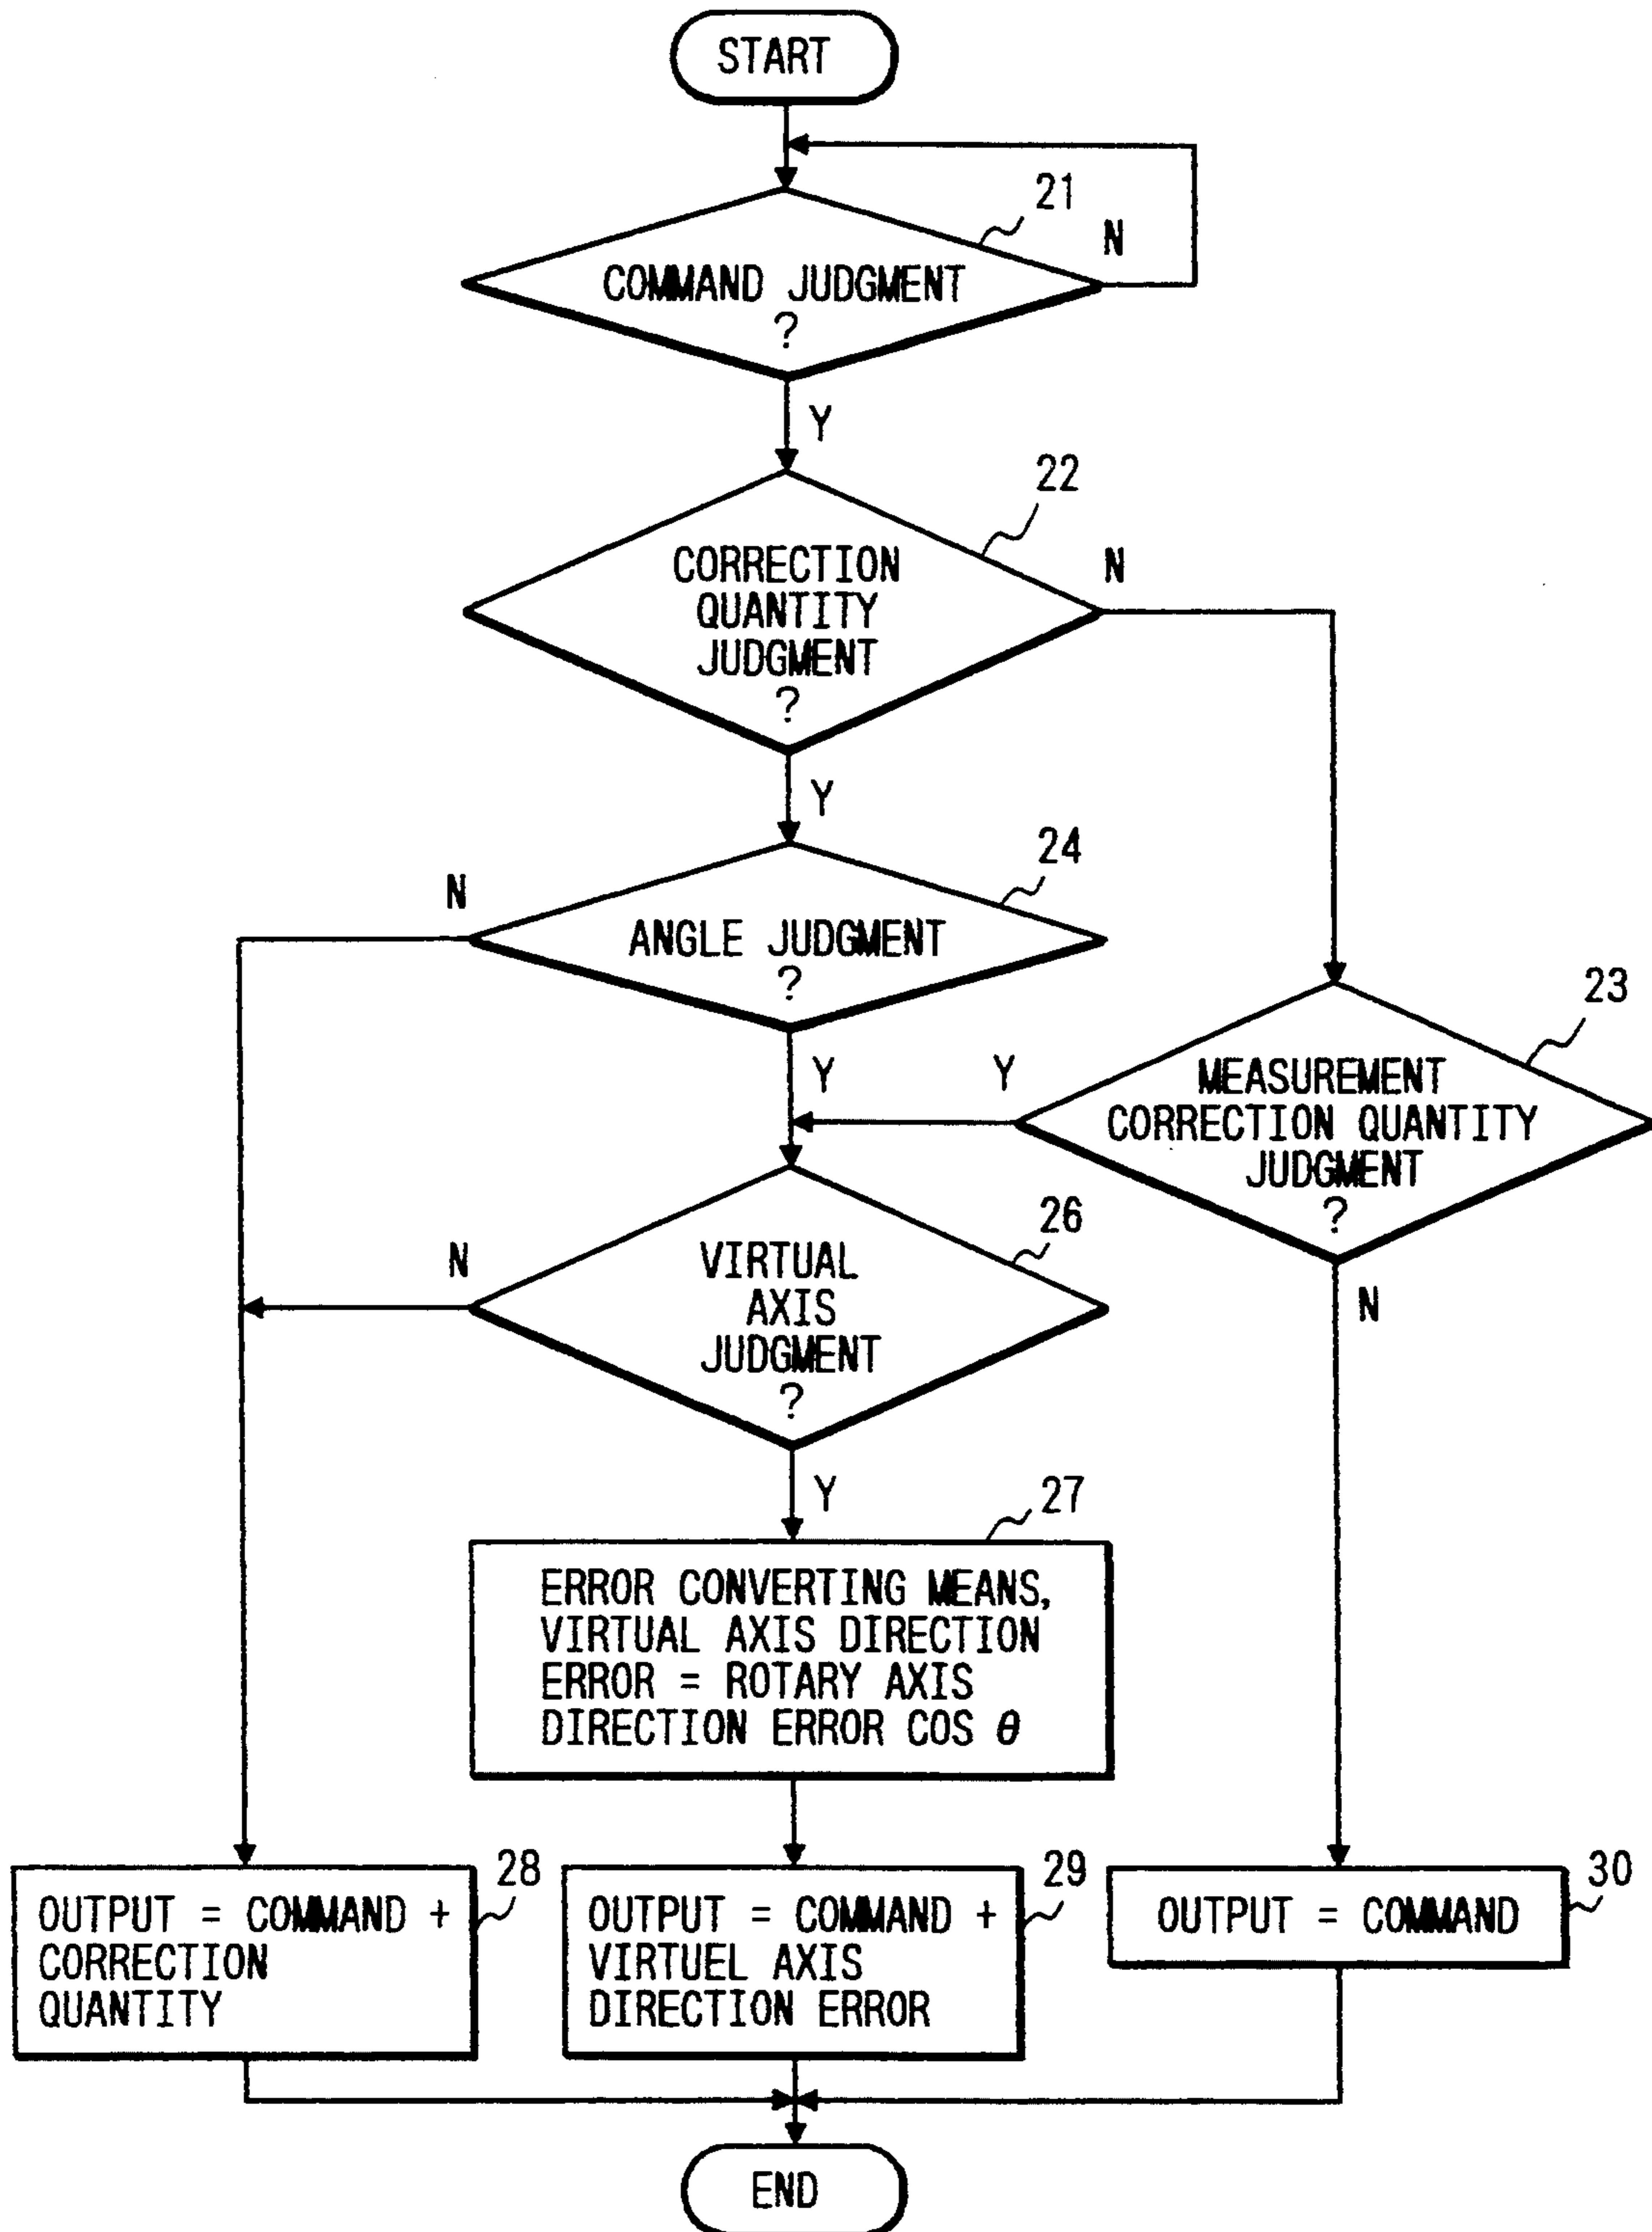 START
21
N
COMMAND JUDGMENT
?
Y
22
CORRECTION
QUANTITY
JUDGMENT
?
N
Y
24
N
ANGLE JUDGMENT
?
Y
23
Y
MEASUREMENT
CORRECTION QUANTITY
JUDGMENT
?
N
26
N
VIRTUAL
AXIS
JUDGMENT
?
Y
27
ERROR CONVERTING MEANS,
VIRTUAL AXIS DIRECTION
ERROR = ROTARY AXIS
DIRECTION ERROR COS θ
28
OUTPUT = COMMAND +
CORRECTION
QUANTITY
29
OUTPUT = COMMAND +
VIRTUEL AXIS
DIRECTION ERROR
30
OUTPUT = COMMAND
END